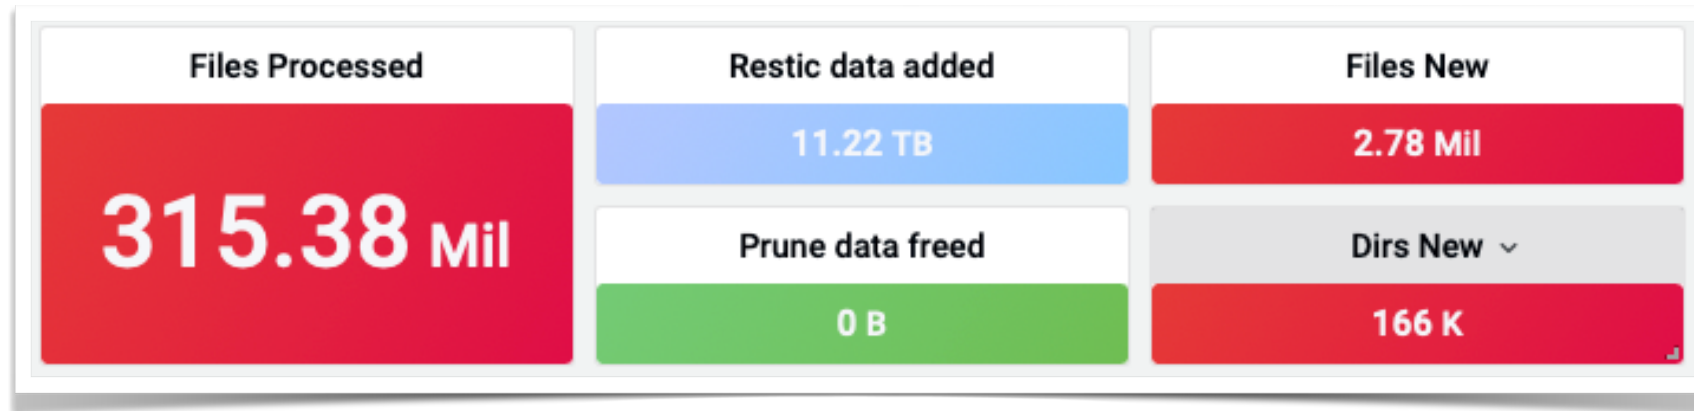 Files Processed
315.38 Mil
Restic data added
11.22 TB
Prune data freed
0 B
Files New
2.78 Mil
Dirs New
166 K